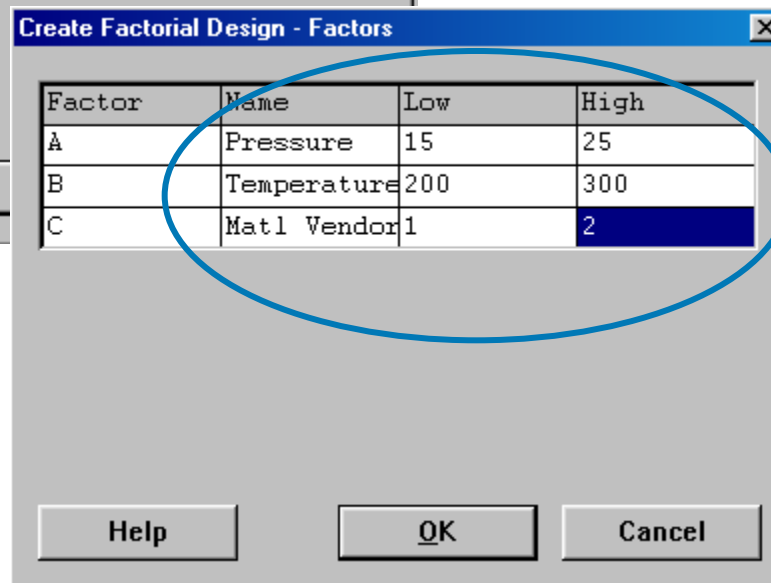 Create Factorial Design - Factors
Factor Name Low High
A Pressure 15 25
B Temperature 200 300
C Matl Vendor 1 2
Help OK Cancel